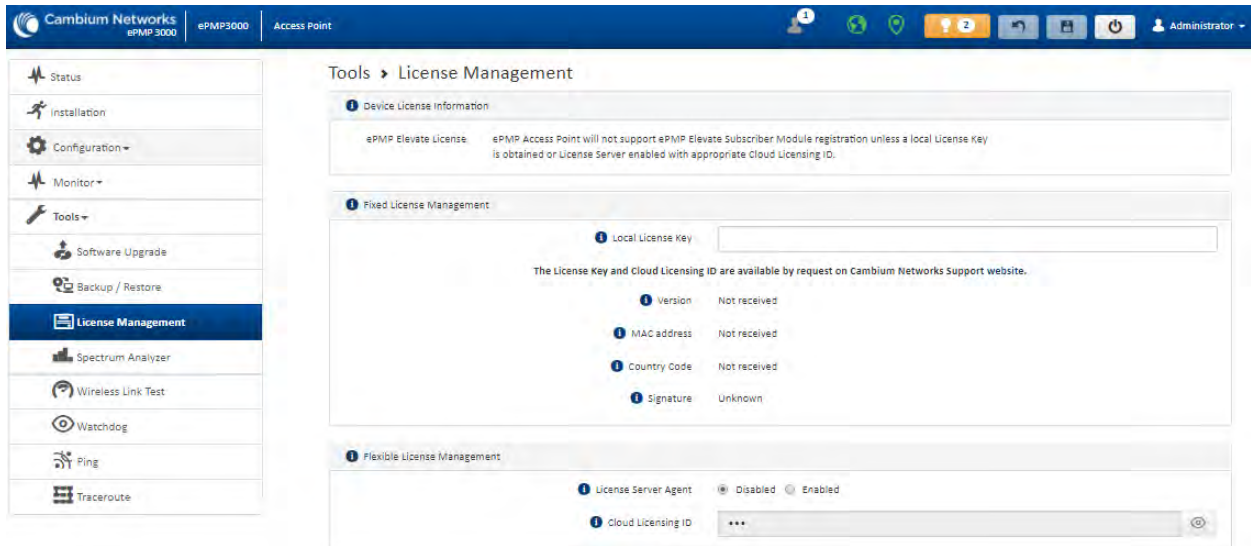 Cambium Networks
ePMP 3000
ePMP3000
Access Point
1
2
Administrator
Status
Installation
Configuration
Monitor
Tools
Software Upgrade
Backup / Restore
License Management
Spectrum Analyzer
Wireless Link Test
Watchdog
Ping
Traceroute
Tools > License Management
Device License Information
ePMP Elevate License
ePMP Access Point will not support ePMP Elevate Subscriber Module registration unless a local License Key
is obtained or License Server enabled with appropriate Cloud Licensing ID.
Fixed License Management
Local License Key
The License Key and Cloud Licensing ID are available by request on Cambium Networks Support website.
Version Not received
MAC address Not received
Country Code Not received
Signature Unknown
Flexible License Management
License Server Agent Disabled Enabled
Cloud Licensing ID •••